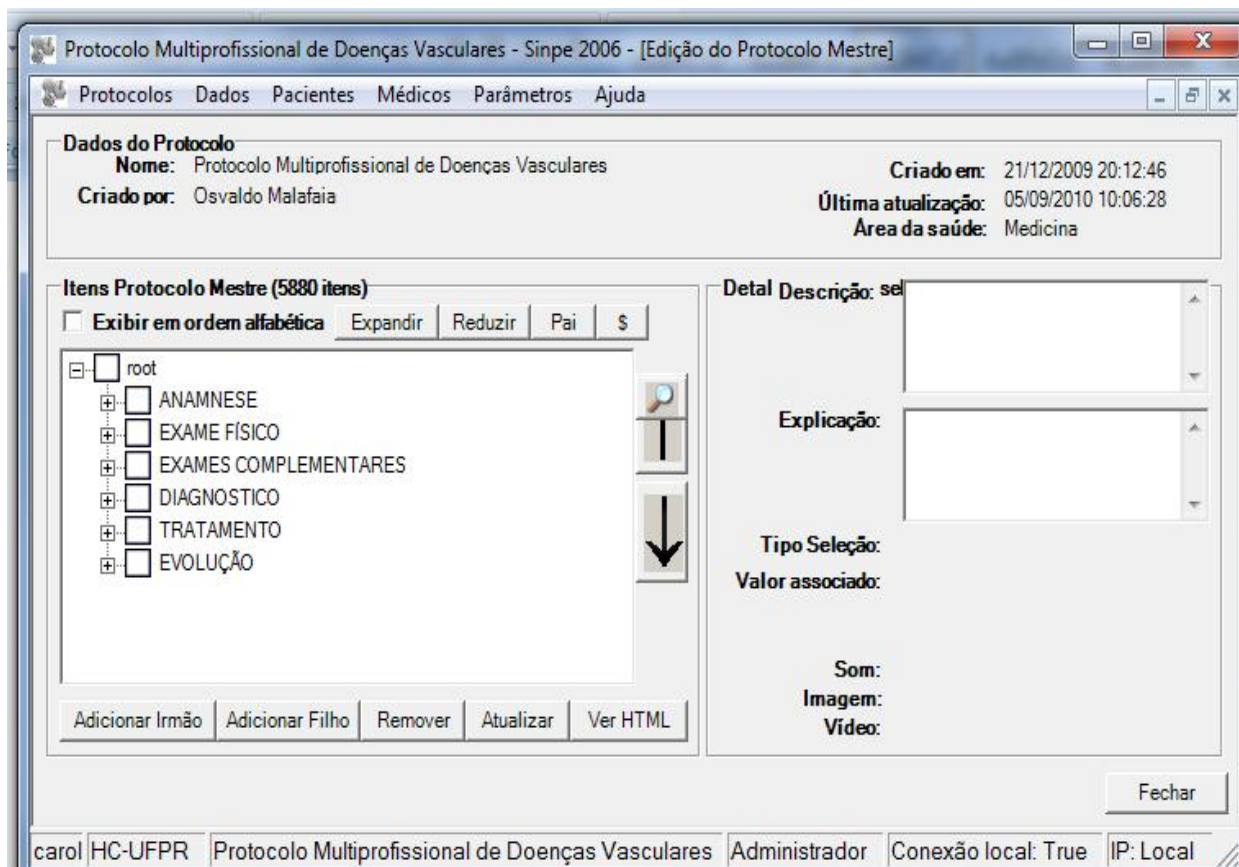 Protocolo Multiprofissional de Doenças Vasculares - Sinpe 2006 - [Edição do Protocolo Mestre]
Protocolos Dados Pacientes Médicos Parâmetros Ajuda
Dados do Protocolo
Nome: Protocolo Multiprofissional de Doenças Vasculares
Criado por: Osvaldo Malafaia
Criado em: 21/12/2009 20:12:46
Última atualização: 05/09/2010 10:06:28
Área da saúde: Medicina
Itens Protocolo Mestre (5880 itens)
Exibir em ordem alfabética Expandir Reduzir Pai $
root
ANAMNESE
EXAME FÍSICO
EXAMES COMPLEMENTARES
DIAGNOSTICO
TRATAMENTO
EVOLUÇÃO
Adicionar Irmão Adicionar Filho Remover Atualizar Ver HTML
Detal Descrição: sel
Explicação:
Tipo Seleção:
Valor associado:
Som:
Imagem:
Vídeo:
Fechar
carol HC-UFPR Protocolo Multiprofissional de Doenças Vasculares Administrador Conexão local: True IP: Local